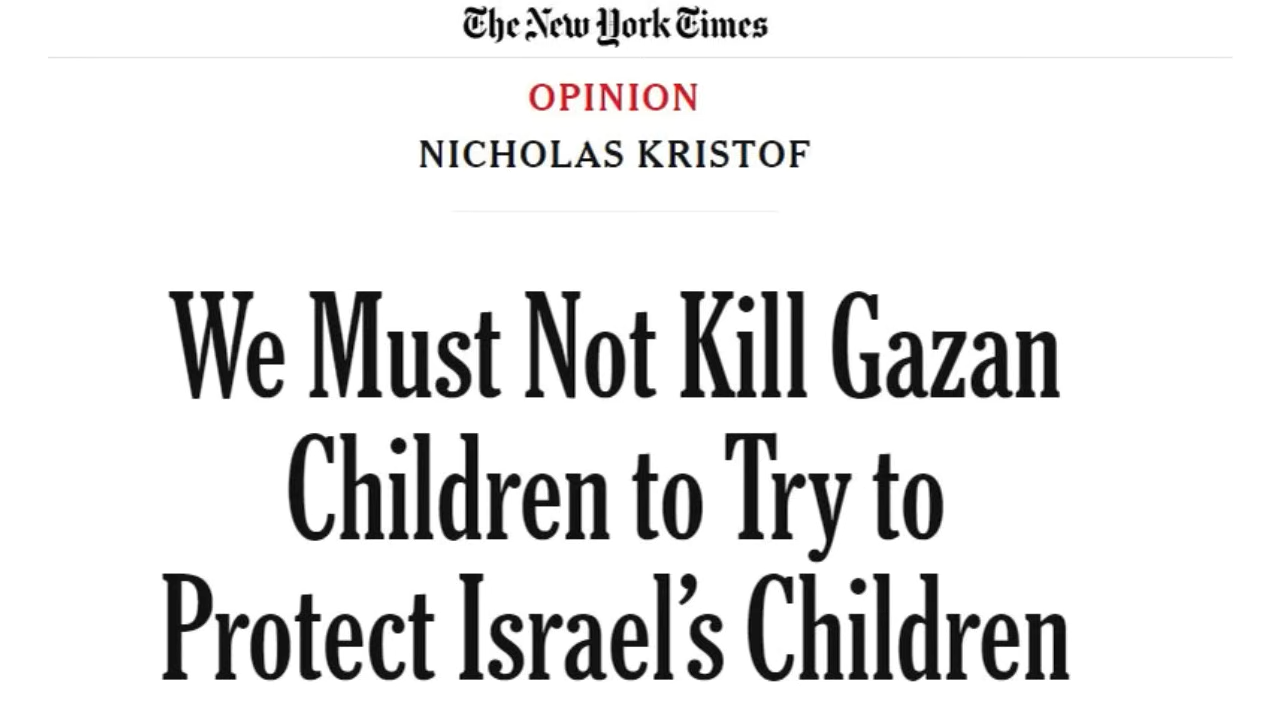 The New York Times
OPINION
NICHOLAS KRISTOF
We Must Not Kill Gazan
Children to Try to
Protect Israel’s Children